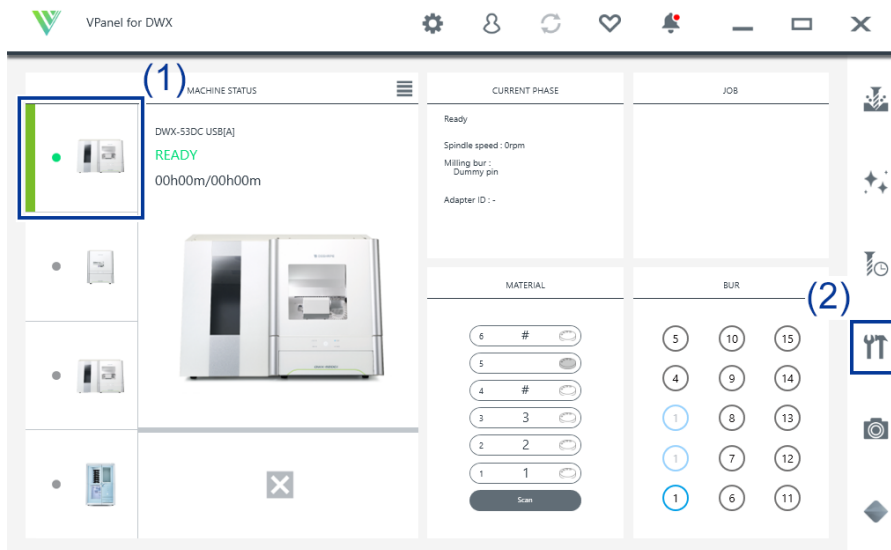 VPanel for DWX
(1)
MACHINE STATUS
DWX-53DC USB[A]
READY
00h00m/00h00m
CURRENT PHASE
Ready
Spindle speed : 0rpm
Milling bur :
Dummy pin
Adapter ID : -
JOB
MATERIAL
6 #
5
4 #
3 3
2 2
1 1
Scan
BUR
(2)
5 10 15
4 9 14
1 8 13
1 7 12
1 6 11